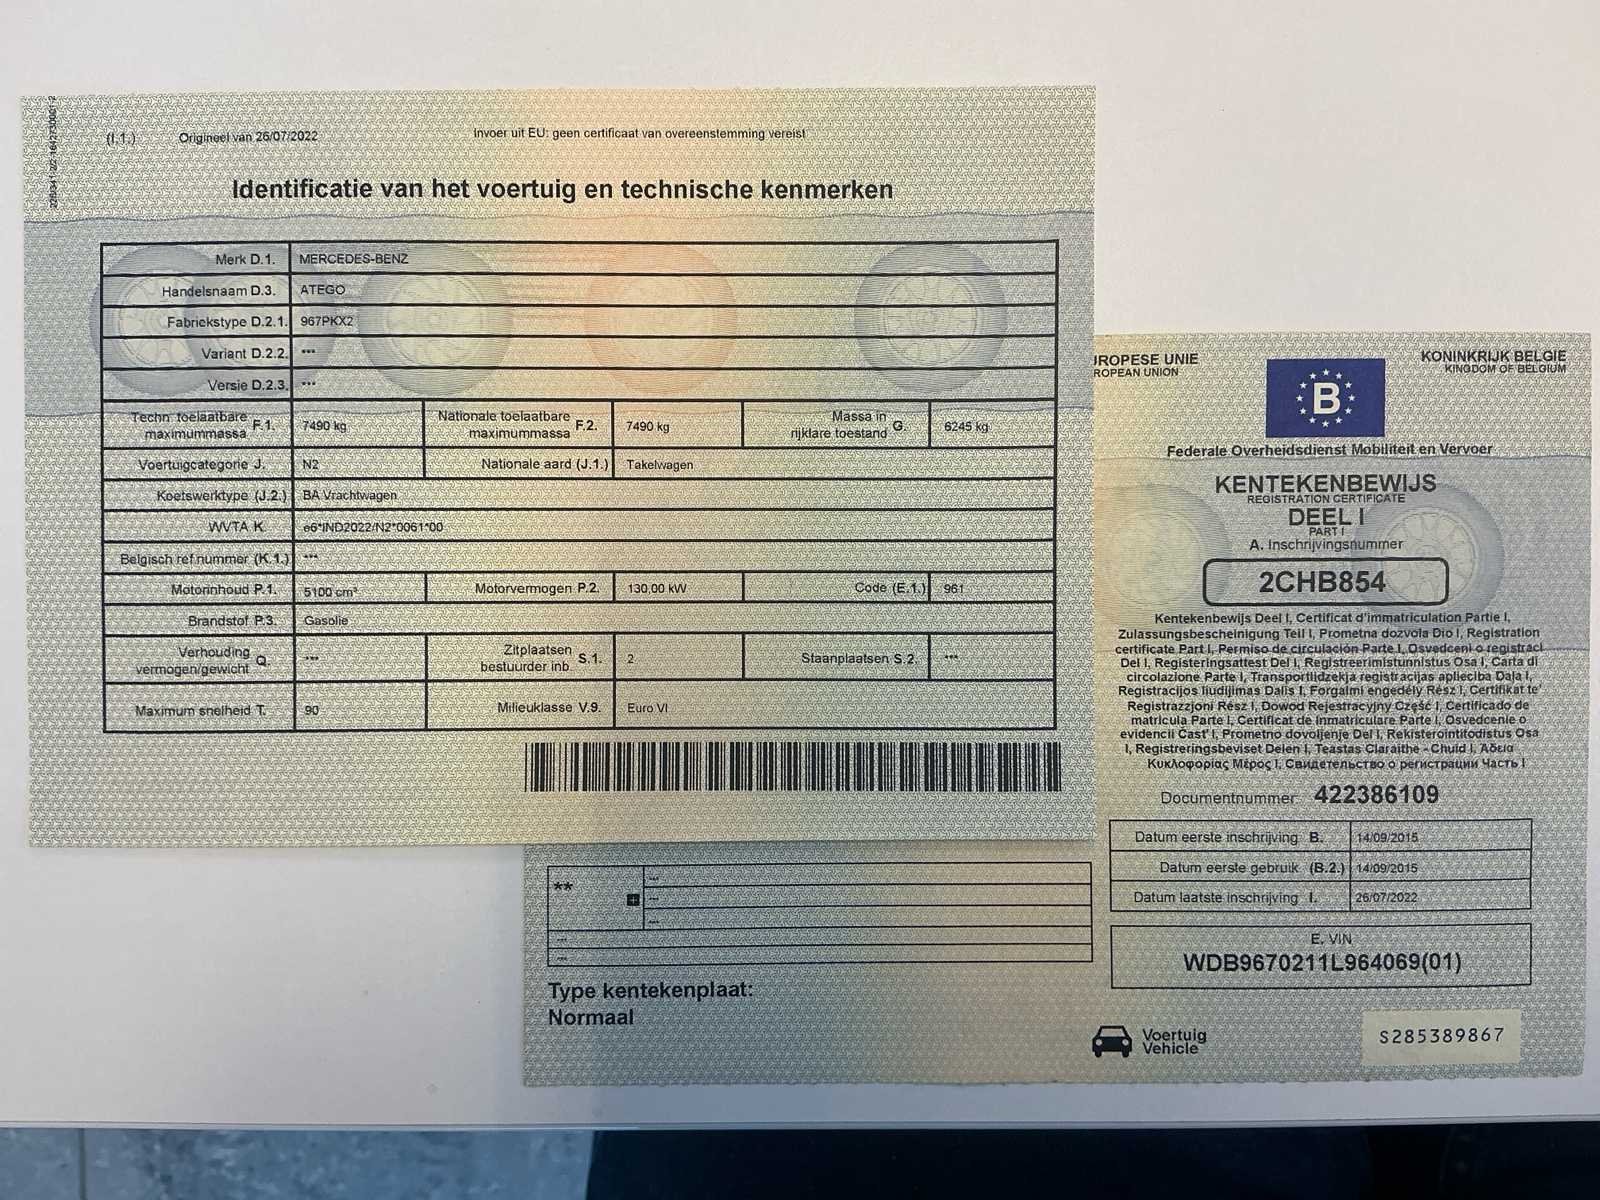 (I.1.) Origineel van 26/07/2022 Invoer uit EU: geen certificaat van overeenstemming vereist
Identificatie van het voertuig en technische kenmerken
Merk D.1. MERCEDES-BENZ
Handelsnaam D.3. ATEGO
Fabriekstype D.2.1. 967PKX2
Variant D.2.2. ---
Versie D.2.3. ---
Techn toelaatbare maximummassa F.1. 7490 kg Nationale toelaatbare maximummassa F.2. 7490 kg Massa in rijklare toestand G. 6245 kg
Voertuigcategorie J. N2 Nationale aard (J.1.) Takelwagen
Koetswerktype (J.2.) BA Vrachtwagen
WVTA K. e6*IND2022/N2*0061*00
Belgisch ref.nummer (K.1.) ---
Motorinhoud P.1. 5100 cm³ Motorvermogen P.2. 130,00 kW Code (E.1.) 961
Brandstof P.3. Gasolie
Verhouding vermogen/gewicht Q. --- Zitplaatsen bestuurder inb. S.1. 2 Staanplaatsen S.2. ---
Maximum snelheid T. 90 Milieuklasse V.9. Euro VI
UROPESE UNIE
ROPEAN UNION
KONINKRIJK BELGIE
KINGDOM OF BELGIUM
B
Federale Overheidsdienst Mobiliteit en Vervoer
KENTEKENBEWIJS
REGISTRATION CERTIFICATE
DEEL I
PART I
A. Inschrijvingsnummer
2CHB854
Kentekenbewijs Deel I, Certificat d'immatriculation Partie I,
Zulassungsbescheinigung Teil I, Prometna dozvola Dio I, Registration
certificate Part I, Permiso de circulación Parte I, Osvedceni o registraci
Del I, Registeringsattest Del I, Registreerimistunnistus Osa I, Carta di
circolazione Parte I, Transportlidzekja registracijas aplieciba Daļa I,
Registracijos liudijimas Dalis I, Forgalmi engedély Rész I, Certifikat te'
Registrazzjoni Rész I, Dowod Rejestracyjny Część I, Certificado de
matricula Parte I, Certificat de Inmatriculare Parte I, Osvedcenie o
evidencii Cast' I, Prometno dovoljenje Del I, Rekisterointitodistus Osa
I, Registreringsbeviset Delen I, Teastas Claraithe - Chuid I, Άδεια
Κυκλοφορίας Μέρος I, Свидетельство о регистрации Часть I
Documentnummer: 422386109
Datum eerste inschrijving B. 14/09/2015
Datum eerste gebruik (B.2.) 14/09/2015
Datum laatste inschrijving I. 26/07/2022
E. VIN
WDB9670211L964069(01)
** ---
---
---
---
---
Type kentekenplaat:
Normaal
Voertuig
Vehicle
S285389867